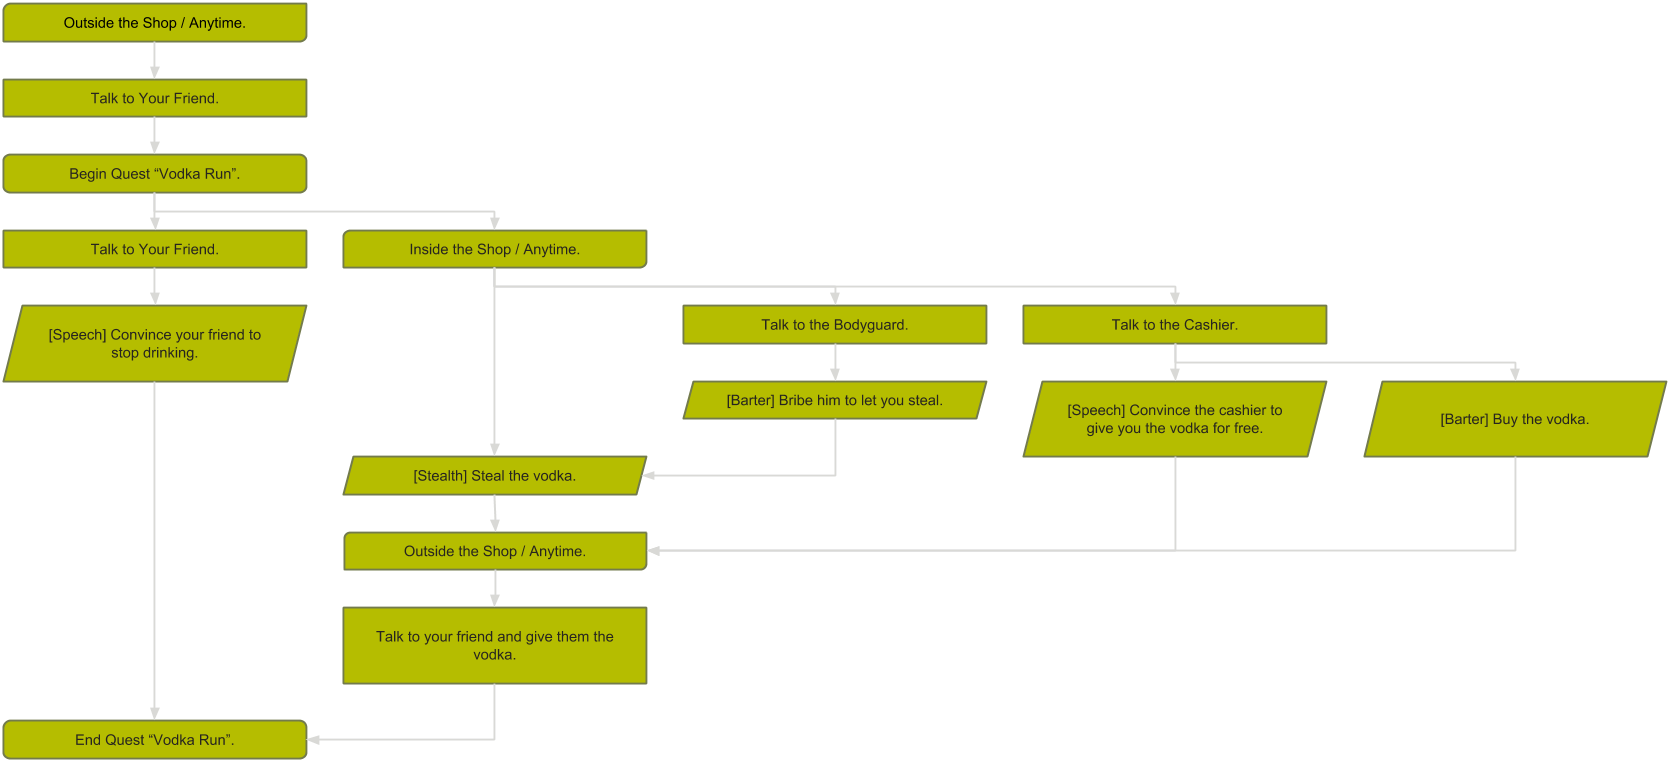 Outside the Shop / Anytime.
Talk to Your Friend.
Begin Quest “Vodka Run”.
Talk to Your Friend.
Inside the Shop / Anytime.
[Speech] Convince your friend to
stop drinking.
Talk to the Bodyguard.
Talk to the Cashier.
[Barter] Bribe him to let you steal.
[Speech] Convince the cashier to
give you the vodka for free.
[Barter] Buy the vodka.
[Stealth] Steal the vodka.
Outside the Shop / Anytime.
Talk to your friend and give them the
vodka.
End Quest “Vodka Run”.